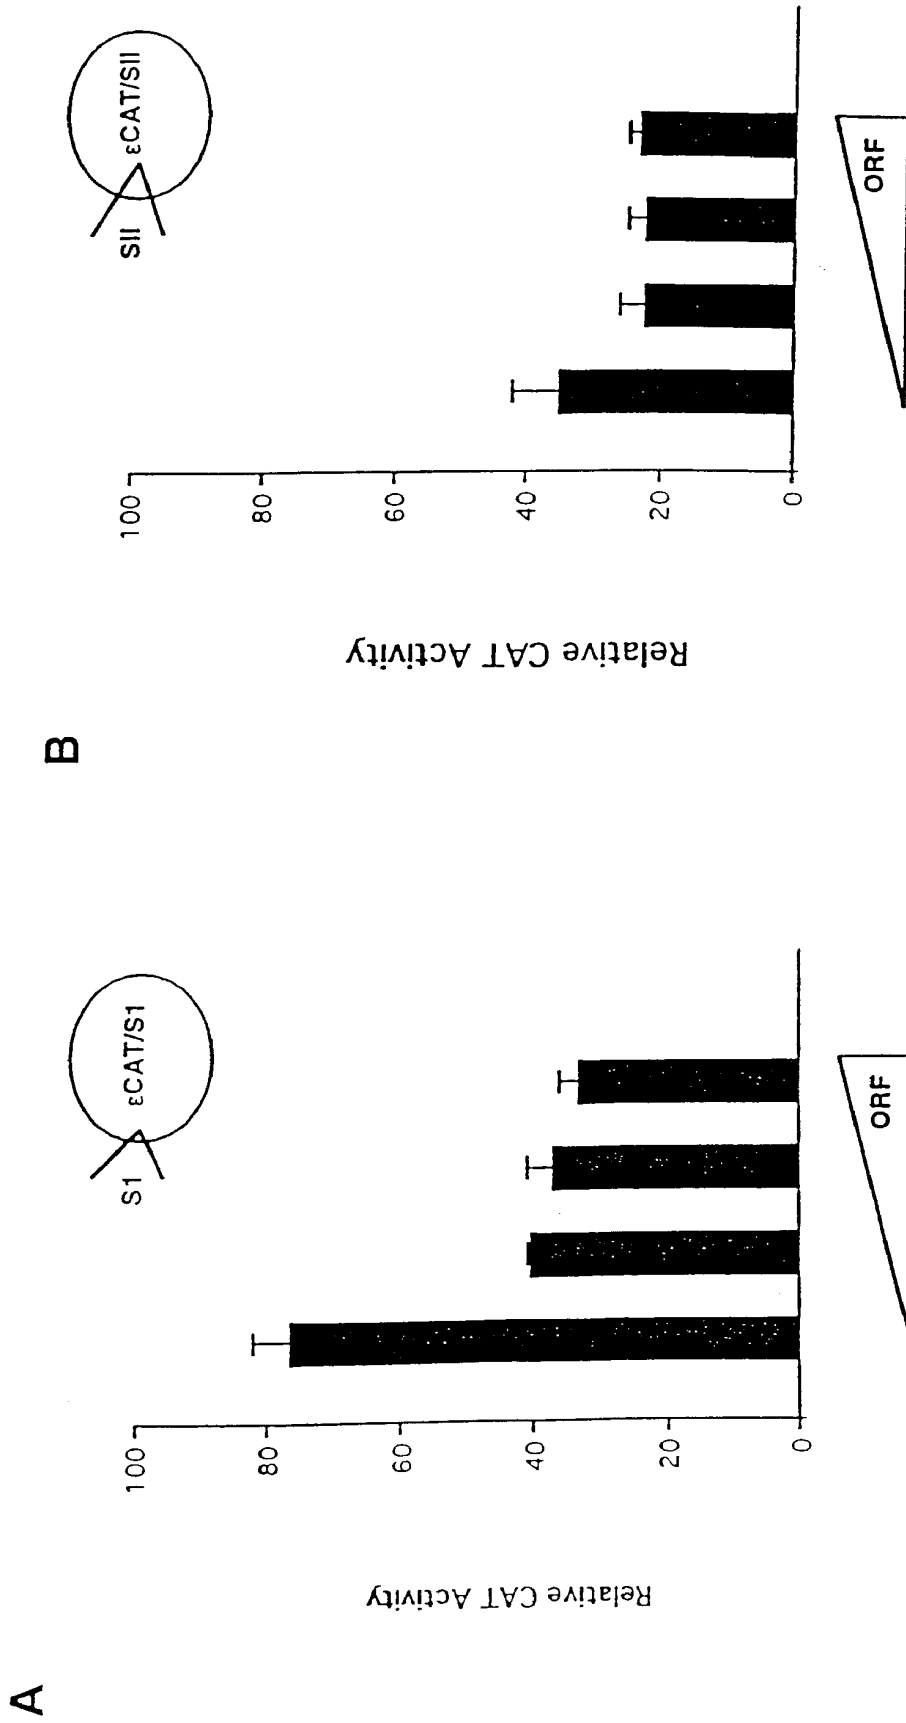 A
S1
εCAT/S1
Relative CAT Activity
100
80
60
40
20
0
ORF
B
SII
εCAT/SII
Relative CAT Activity
100
80
60
40
20
0
ORF